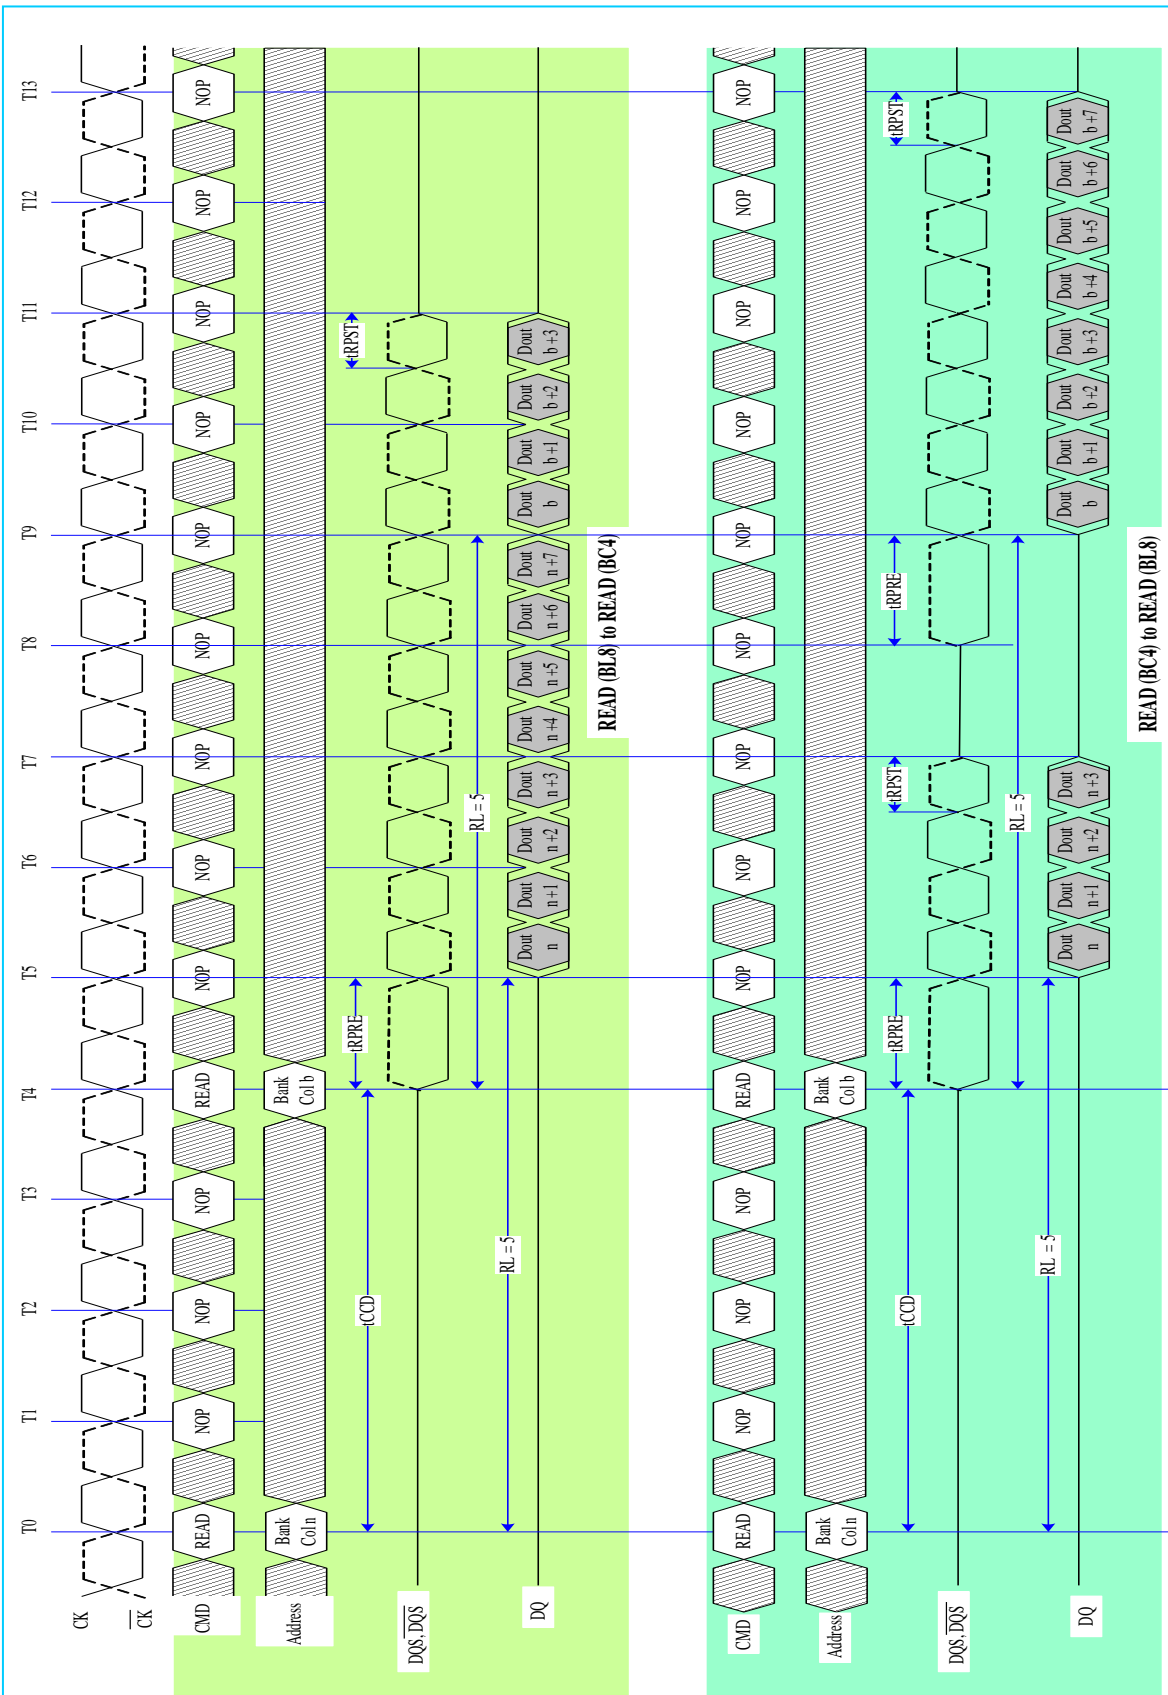 T0 T1 T2 T3 T4 T5 T6 T7 T8 T9 T10 T11 T12 T13
CK
CK
CMD READ NOP NOP NOP READ NOP NOP NOP NOP NOP NOP NOP NOP NOP
Address Bank Col n Bank Col b
tCCD tRPRE tRPST
DQS, DQS
RL = 5
RL = 5
DQ Dout n Dout n+1 Dout n+2 Dout n+3 Dout n+4 Dout n+5 Dout n+6 Dout n+7 Dout b Dout b+1 Dout b+2 Dout b+3
READ (BL8) to READ (BC4)
CMD READ NOP NOP NOP READ NOP NOP NOP NOP NOP NOP NOP NOP NOP
Address Bank Col n Bank Col b
tCCD tRPRE tRPST tRPRE tRPST
DQS, DQS
RL = 5
RL = 5
DQ Dout n Dout n+1 Dout n+2 Dout n+3 Dout b Dout b+1 Dout b+2 Dout b+3 Dout b+4 Dout b+5 Dout b+6 Dout b+7
READ (BC4) to READ (BL8)